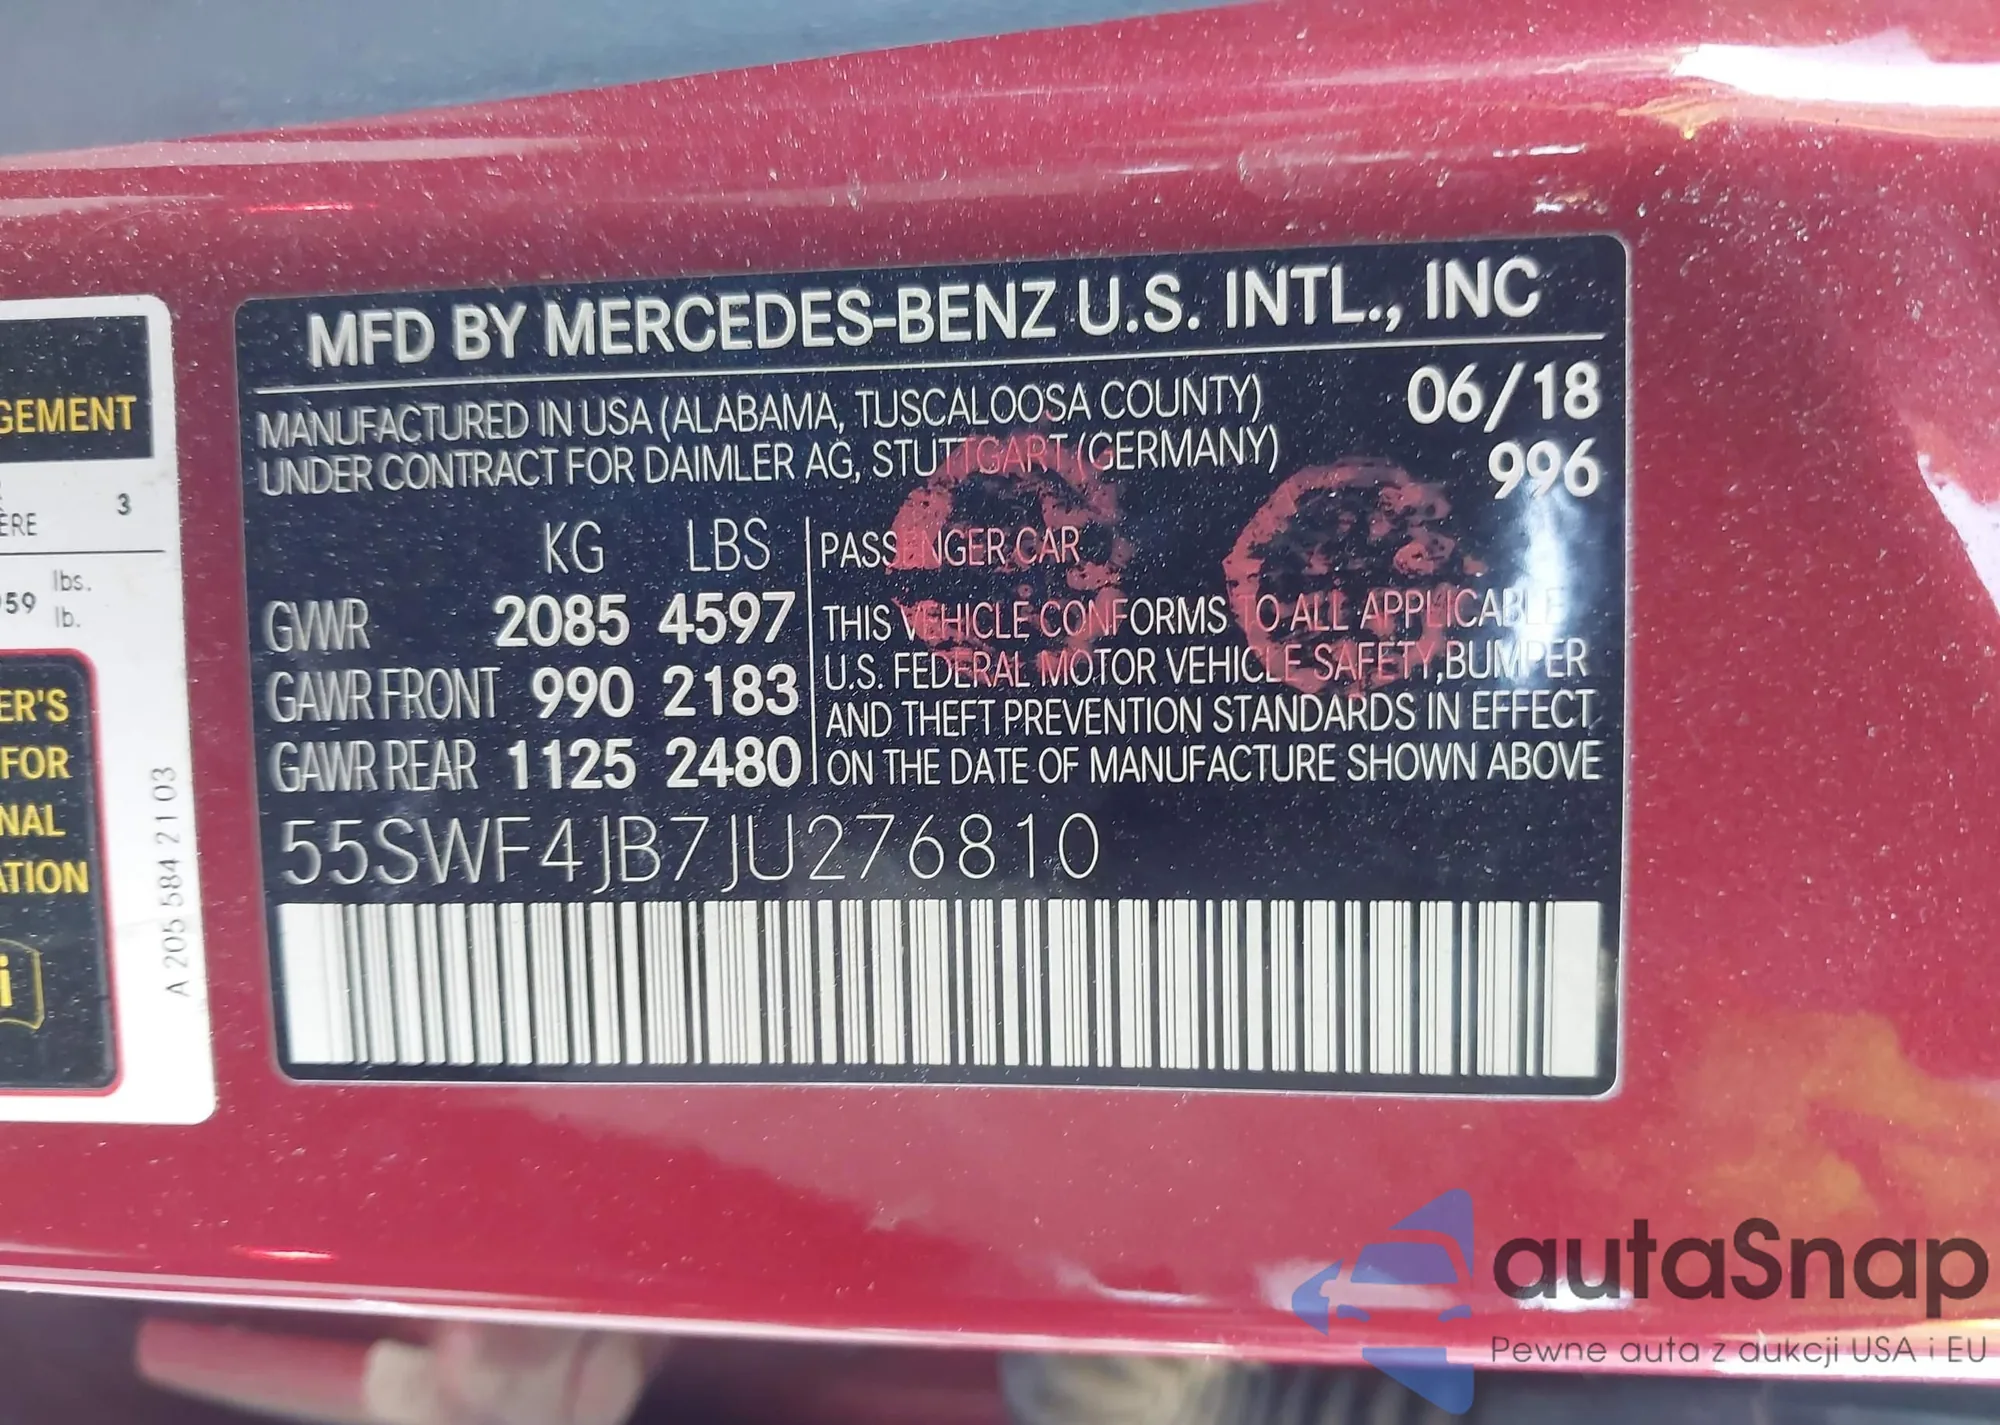 GEMENT
3
ÈRE
lbs.
59
lb.
ER'S
FOR
NAL
ATION
i
A 205 584 21 03
MFD BY MERCEDES-BENZ U.S. INTL., INC
MANUFACTURED IN USA (ALABAMA, TUSCALOOSA COUNTY)
06/18
UNDER CONTRACT FOR DAIMLER AG, STUTTGART (GERMANY)
996
KG LBS
PASSENGER CAR
GVWR 2085 4597
GAWR FRONT 990 2183
GAWR REAR 1125 2480
THIS VEHICLE CONFORMS TO ALL APPLICABLE
U.S. FEDERAL MOTOR VEHICLE SAFETY,BUMPER
AND THEFT PREVENTION STANDARDS IN EFFECT
ON THE DATE OF MANUFACTURE SHOWN ABOVE
55SWF4JB7JU276810
autaSnap
Pewne auta z aukcji USA i EU